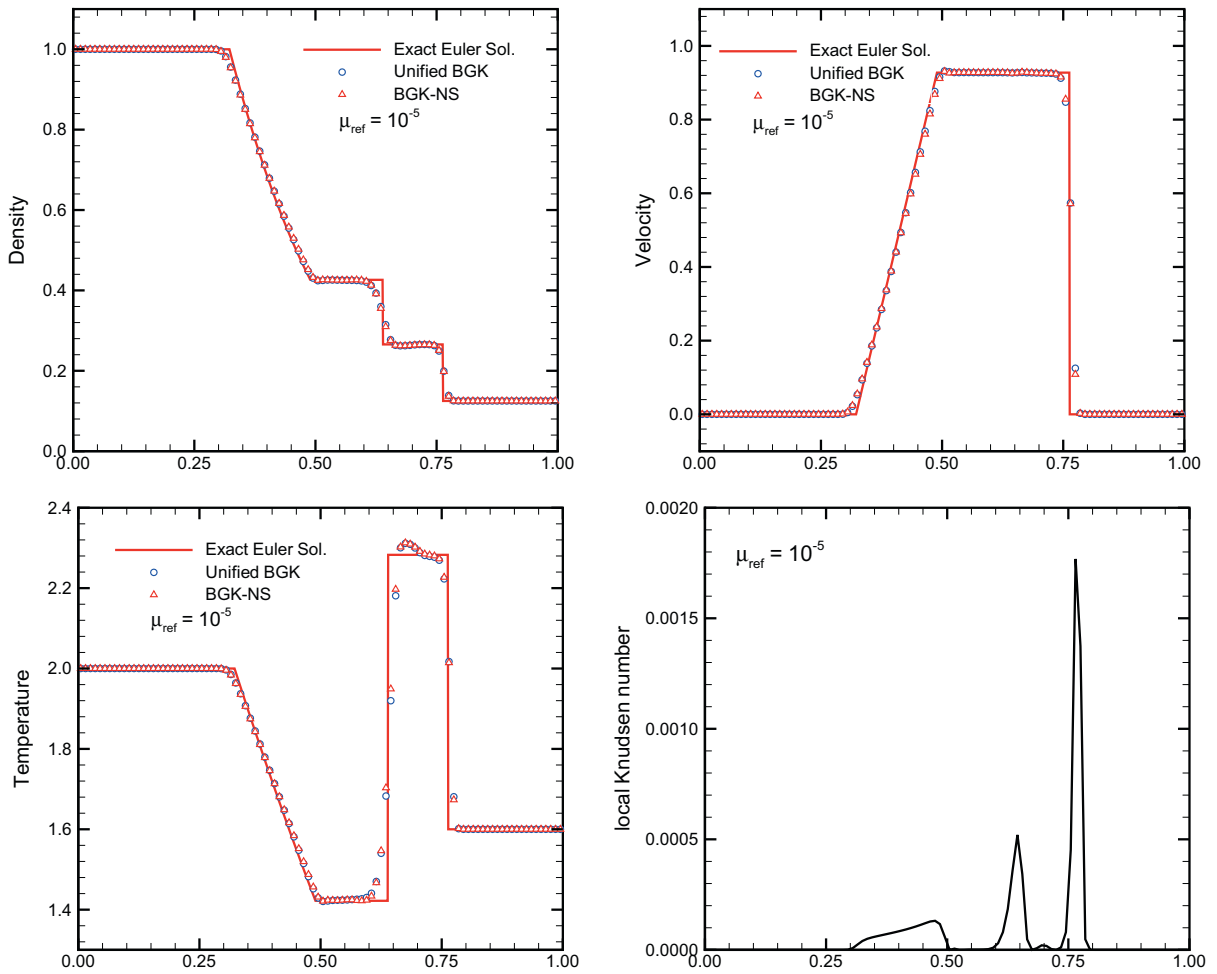 Density
1.0
0.8
0.6
0.4
0.2
0.0
0.00 0.25 0.50 0.75 1.00
Exact Euler Sol.
Unified BGK
BGK-NS
μref = 10-5
Velocity
1.0
0.8
0.6
0.4
0.2
0.0
0.00 0.25 0.50 0.75 1.00
Exact Euler Sol.
Unified BGK
BGK-NS
μref = 10-5
Temperature
2.4
2.2
2.0
1.8
1.6
1.4
0.00 0.25 0.50 0.75 1.00
Exact Euler Sol.
Unified BGK
BGK-NS
μref = 10-5
local Knudsen number
0.0020
0.0015
0.0010
0.0005
0.0000
0.00 0.25 0.50 0.75 1.00
μref = 10-5